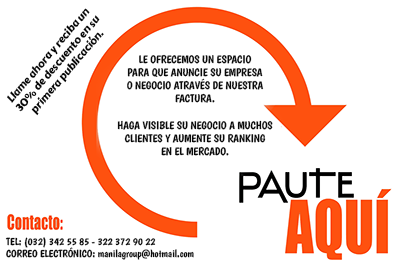 Llame ahora y reciba un
30% de descuento en su
primera publicación.
LE OFRECEMOS UN ESPACIO
PARA QUE ANUNCIE SU EMPRESA
O NEGOCIO ATRAVÉS DE NUESTRA
FACTURA.
HAGA VISIBLE SU NEGOCIO A MUCHOS
CLIENTES Y AUMENTE SU RANKING
EN EL MERCADO.
PAUTE
AQUÍ
Contacto:
TEL: (032) 342 55 85 - 322 372 90 22
CORREO ELECTRÓNICO: manilagroup@hotmail.com